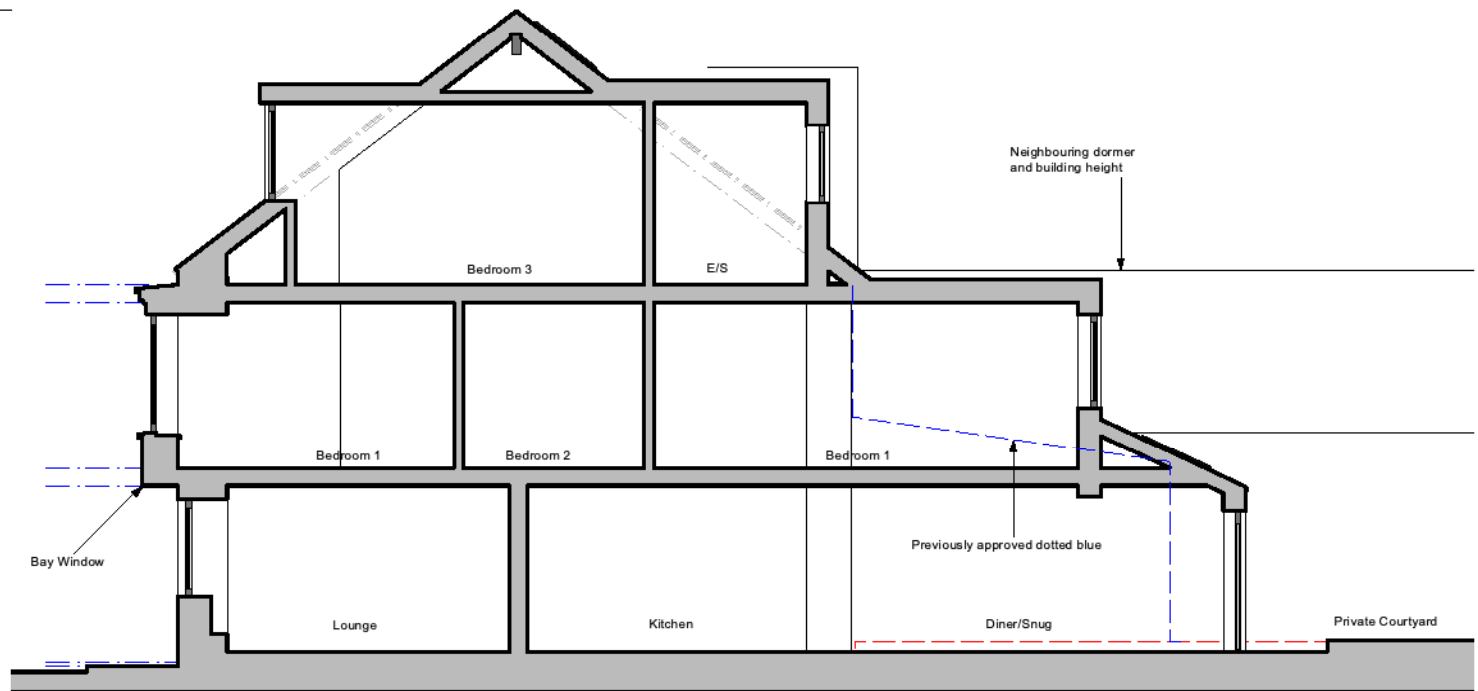 Neighbouring dormer
and building height
Bedroom 3
E/S
Bedroom 1
Bedroom 2
Bedroom 1
Previously approved dotted blue
Bay Window
Lounge
Kitchen
Diner/Snug
Private Courtyard